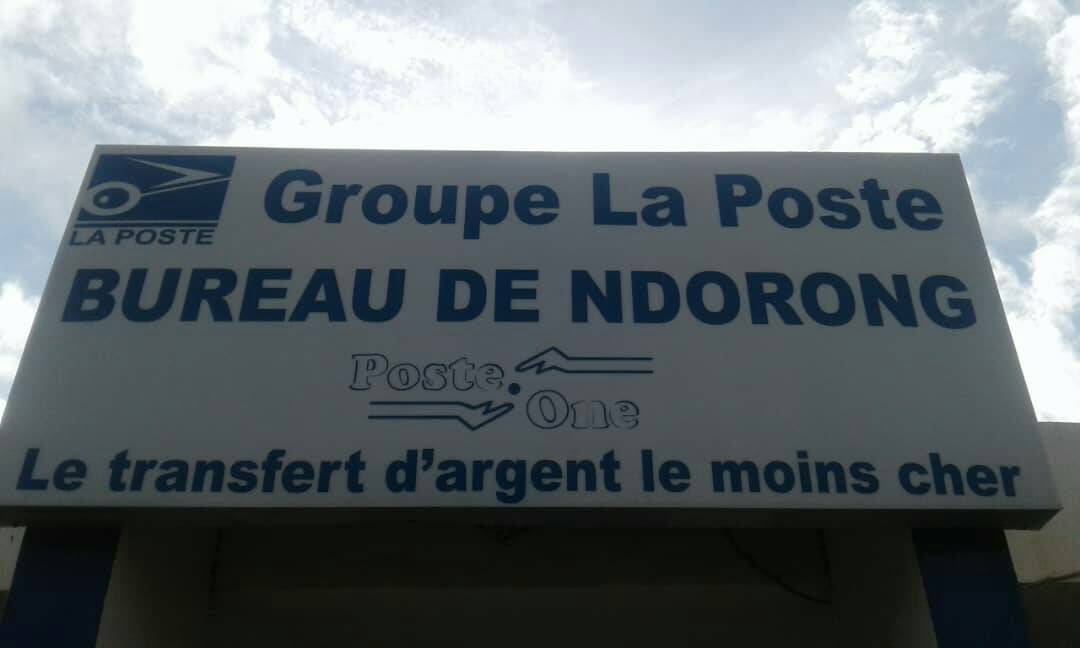 LA POSTE
Groupe La Poste
BUREAU DE NDORONG
Poste
One
Le transfert d'argent le moins cher